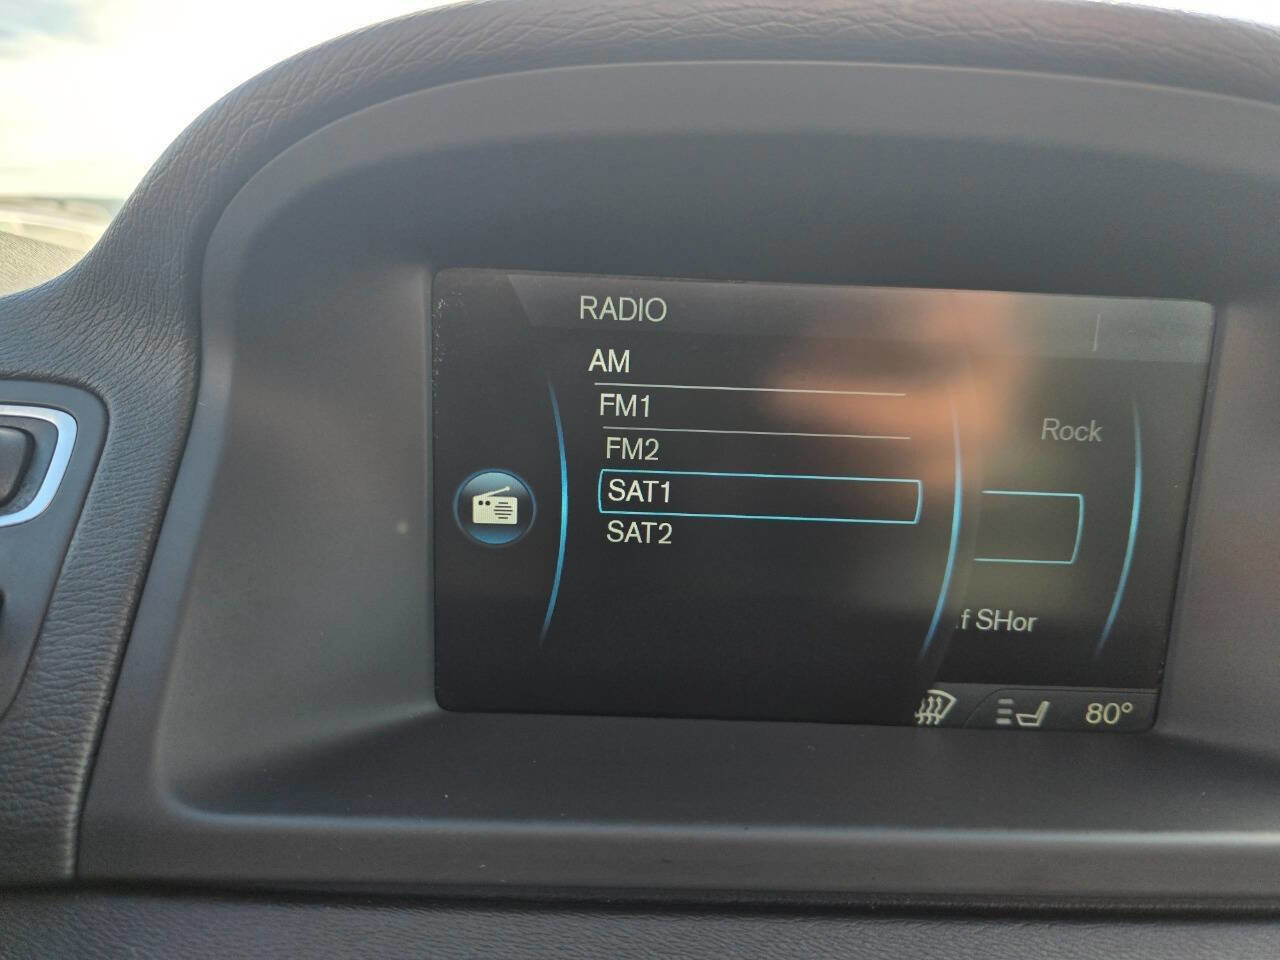 RADIO
AM
FM1
FM2
SAT1
SAT2
Rock
f SHor
80°